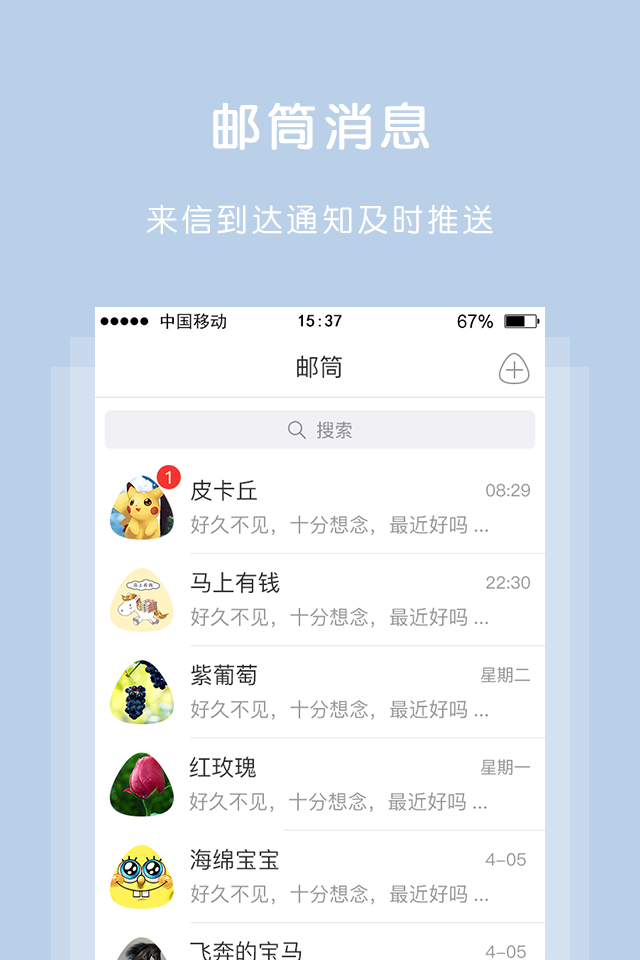 邮筒消息
来信到达通知及时推送
中国移动 15:37 67%
邮筒
搜索
1
皮卡丘 08:29
好久不见，十分想念，最近好吗 ...
马上有钱 22:30
好久不见，十分想念，最近好吗 ...
紫葡萄 星期二
好久不见，十分想念，最近好吗 ...
红玫瑰 星期一
好久不见，十分想念，最近好吗 ...
海绵宝宝 4-05
好久不见，十分想念，最近好吗 ...
飞奔的宝马 4-05